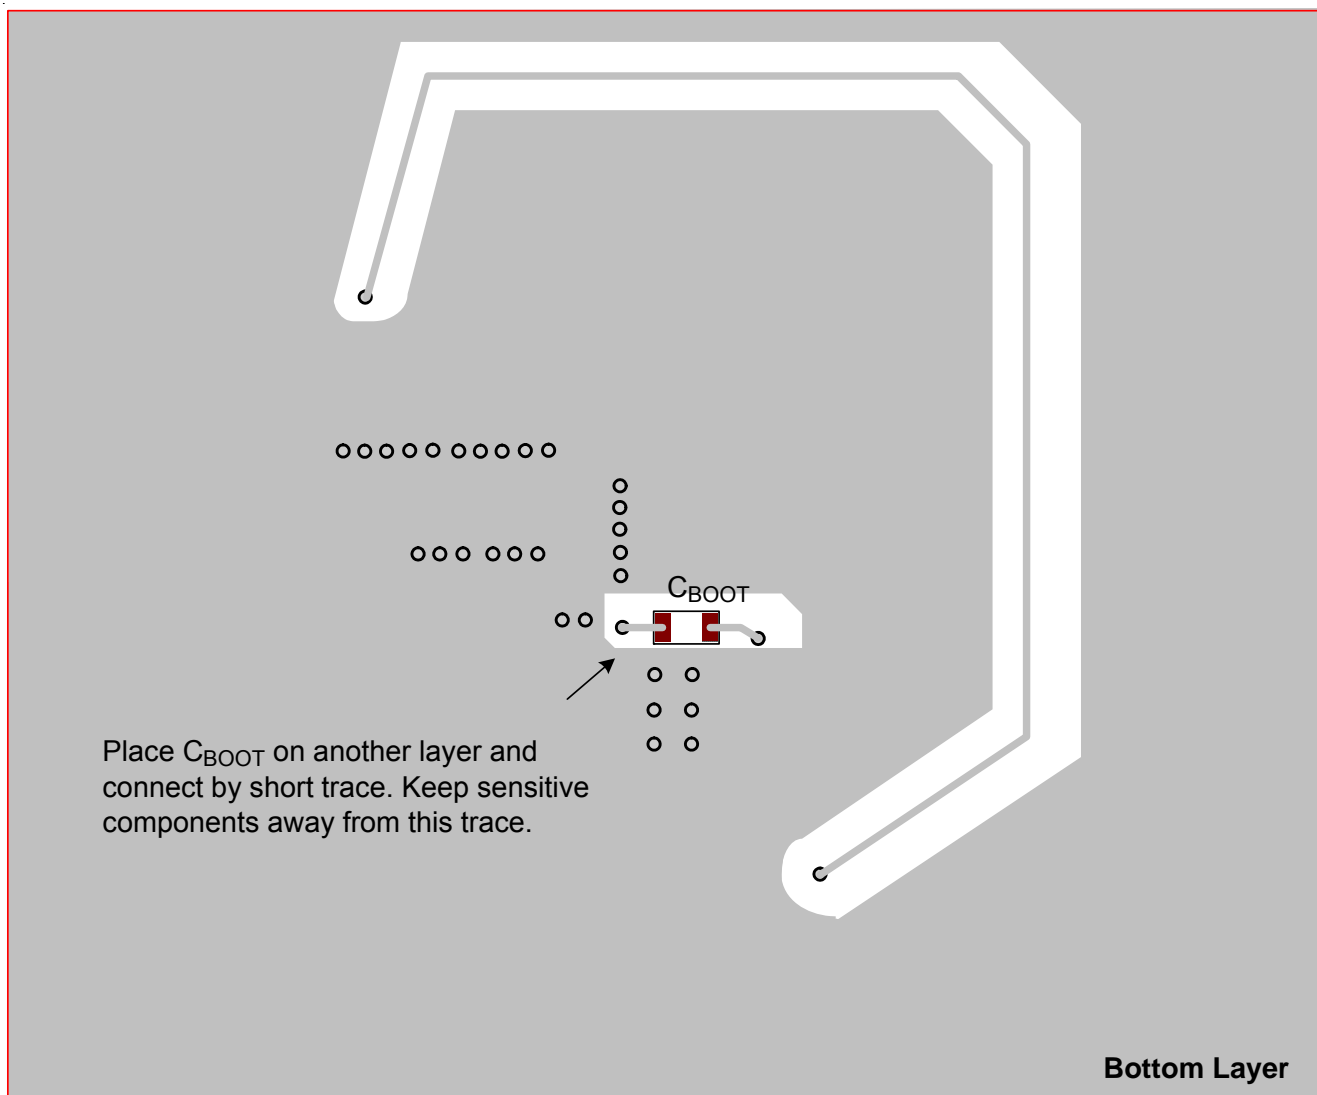 CBOOT
Place CBOOT on another layer and
connect by short trace. Keep sensitive
components away from this trace.
Bottom Layer